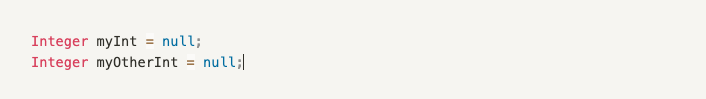 Integer myInt = null;
Integer myOtherInt = null;